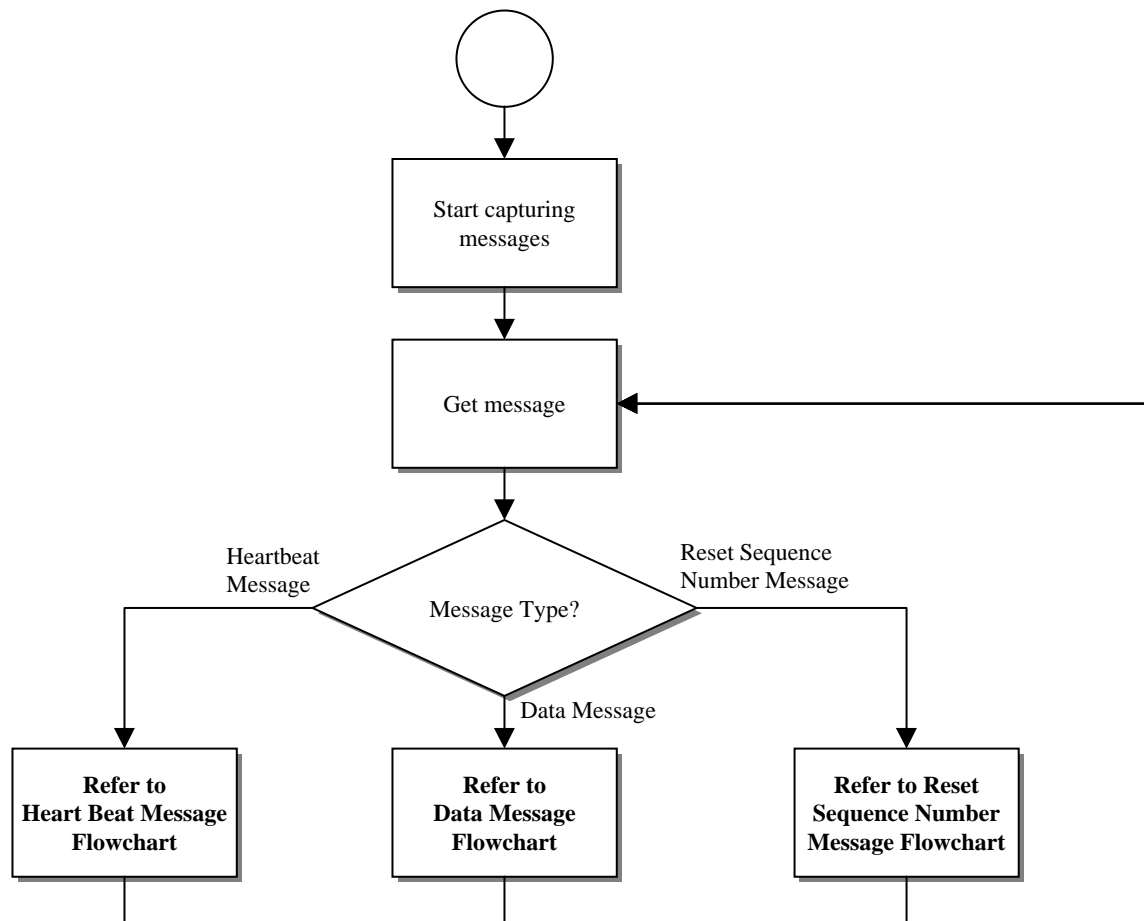 Start capturing
messages
Get message
Heartbeat
Message
Reset Sequence
Number Message
Message Type?
Data Message
Refer to
Heart Beat Message
Flowchart
Refer to
Data Message
Flowchart
Refer to Reset
Sequence Number
Message Flowchart